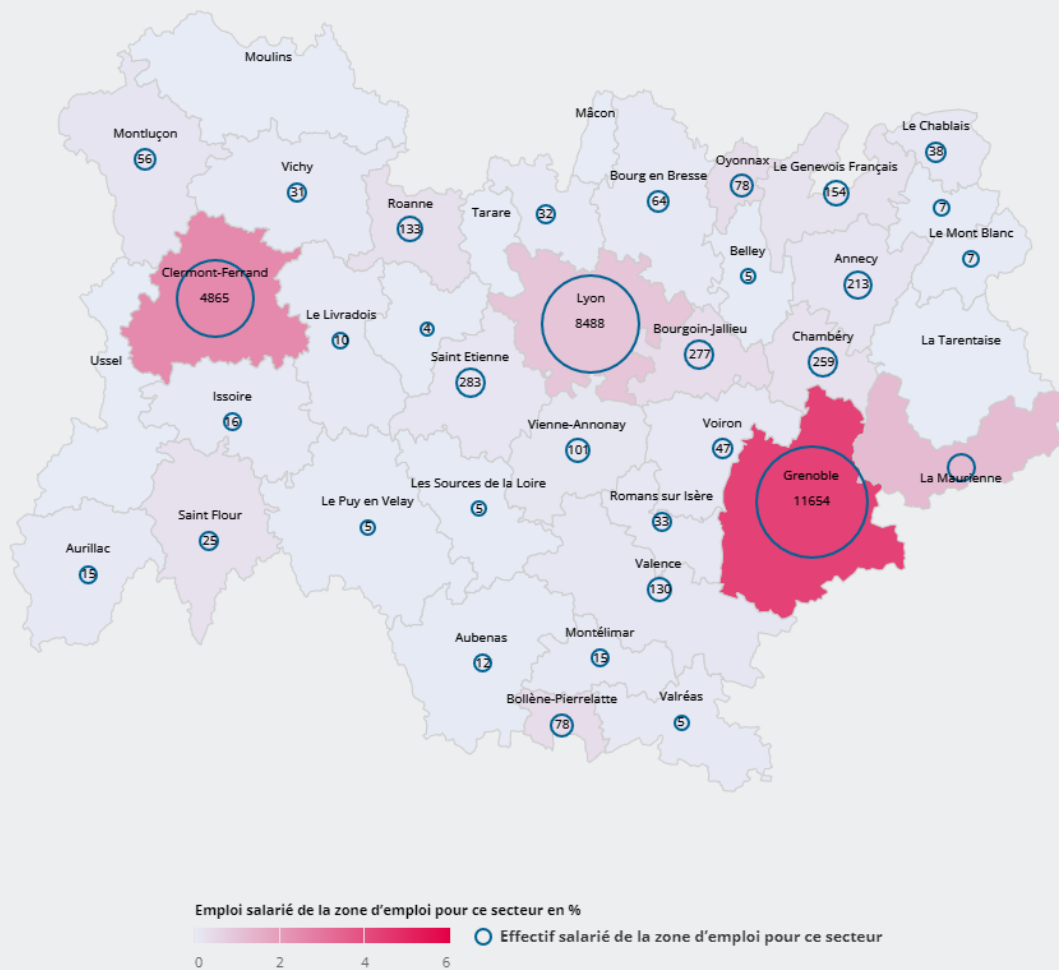 Moulins
Mâcon
Le Chablais
38
Montluçon
56
Oyonnax
78
Le Genevois Français
154
Vichy
31
Bourg en Bresse
64
Roanne
133
Tarare
32
7
Le Mont Blanc
7
Belley
5
Annecy
213
Clermont-Ferrand
4865
Lyon
8488
Le Livradois
10
4
Bourgoin-Jallieu
277
Chambéry
259
La Tarentaise
Ussel
Saint Etienne
283
Issoire
16
Vienne-Annonay
101
Voiron
47
Grenoble
11654
La Maurienne
Les Sources de la Loire
5
Romans sur Isère
33
Le Puy en Velay
5
Saint Flour
25
Aurillac
15
Valence
130
Aubenas
12
Montélimar
15
Bollène-Pierrelatte
78
Valréas
5
Emploi salarié de la zone d'emploi pour ce secteur en %
0 2 4 6
Effectif salarié de la zone d'emploi pour ce secteur